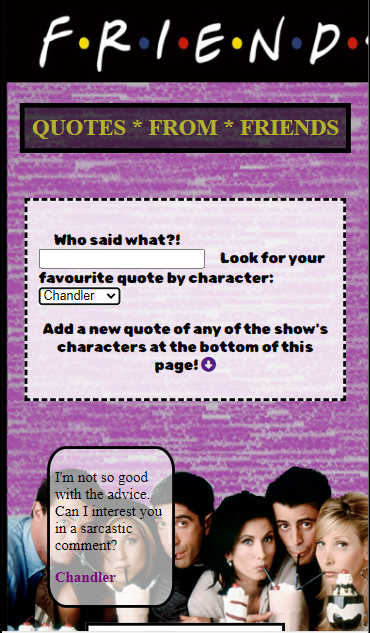 F·R·I·E·N·D·
QUOTES * FROM * FRIENDS
Who said what?!
Look for your
favourite quote by character:
Chandler
Add a new quote of any of the show's
characters at the bottom of this
page!
I'm not so good
with the advice.
Can I interest you
in a sarcastic
comment?
Chandler